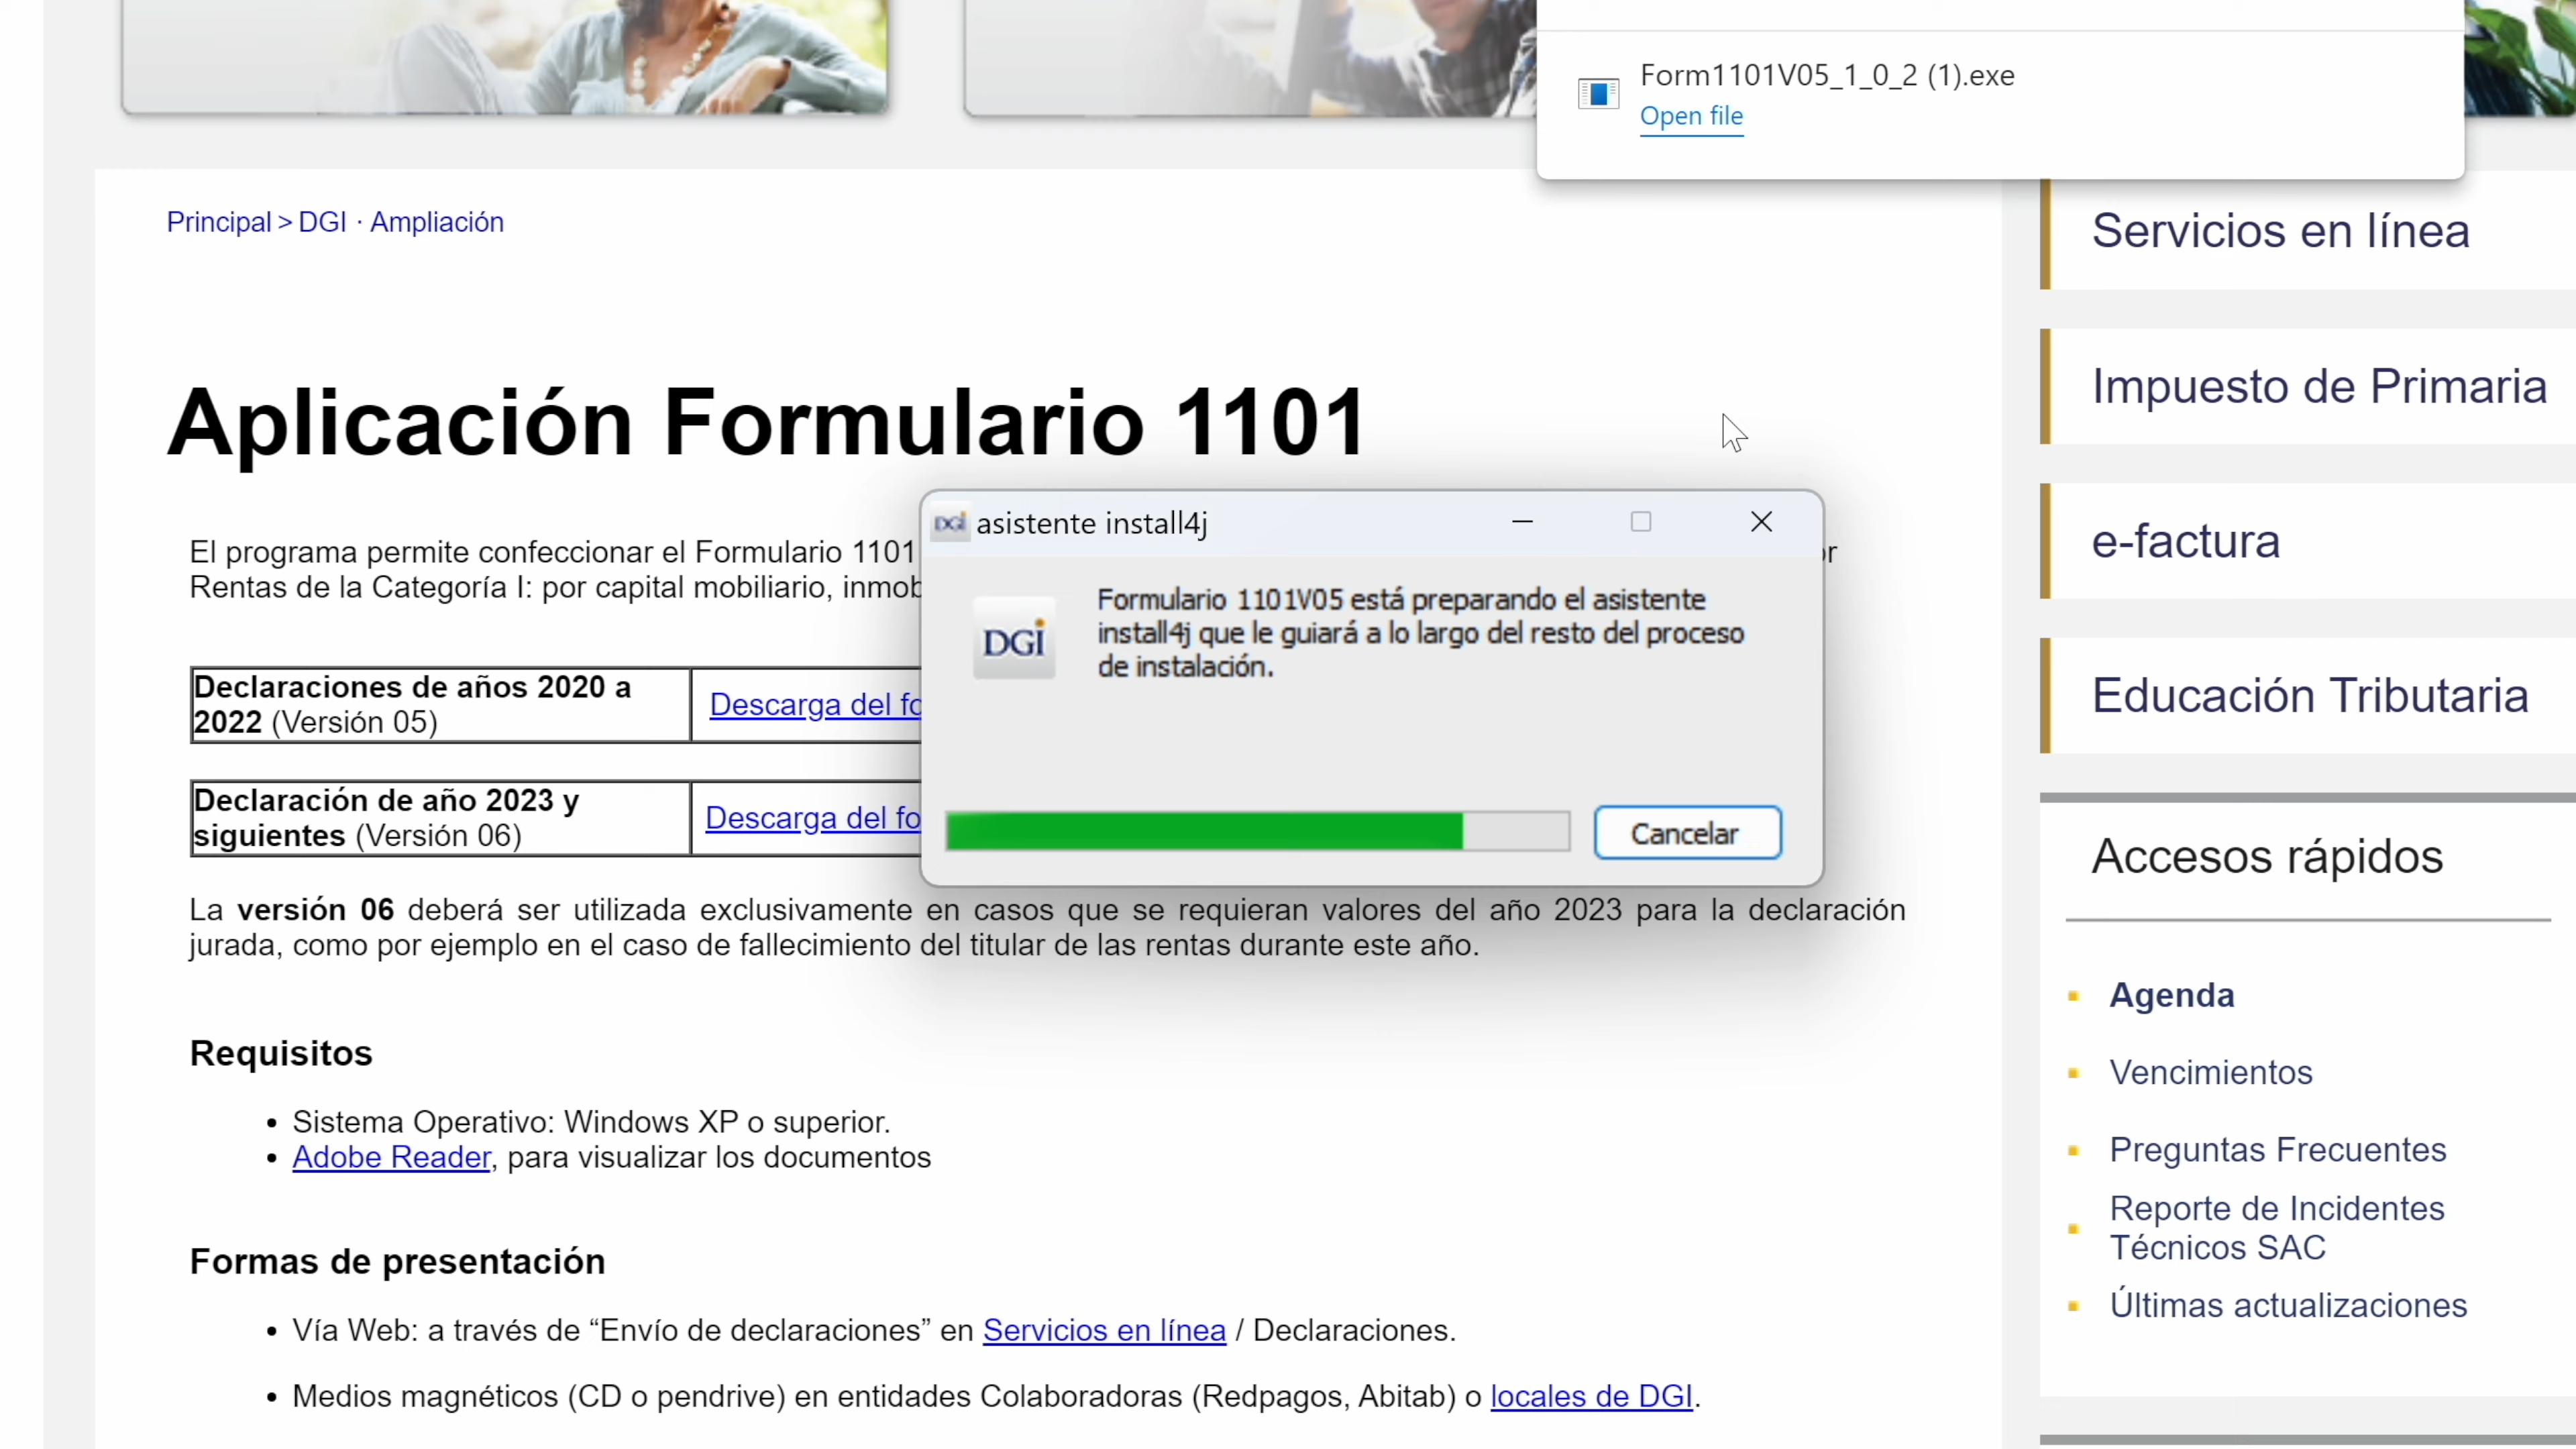 Form1101V05_1_0_2 (1).exe
Open file
Principal > DGI · Ampliación
Aplicación Formulario 1101
El programa permite confeccionar el Formulario 1101
Rentas de la Categoría I: por capital mobiliario,
Declaraciones de años 2020 a
2022 (Versión 05)
Descarga del
Declaración de año 2023 y
siguientes (Versión 06)
Descarga del
DGI asistente install4j
DGI
Formulario 1101V05 está preparando el asistente
install4j que le guiará a lo largo del resto del proceso
de instalación.
Cancelar
La versión 06 deberá ser utilizada exclusivamente en casos que se requieran valores del año 2023 para la declaración
jurada, como por ejemplo en el caso de fallecimiento del titular de las rentas durante este año.
Requisitos
• Sistema Operativo: Windows XP o superior.
• Adobe Reader, para visualizar los documentos
Formas de presentación
• Vía Web: a través de “Envío de declaraciones” en Servicios en línea / Declaraciones.
• Medios magnéticos (CD o pendrive) en entidades Colaboradoras (Redpagos, Abitab) o locales de DGI.
Servicios en línea
Impuesto de Primaria
e-factura
Educación Tributaria
Accesos rápidos
Agenda
Vencimientos
Preguntas Frecuentes
Reporte de Incidentes
Técnicos SAC
Últimas actualizaciones